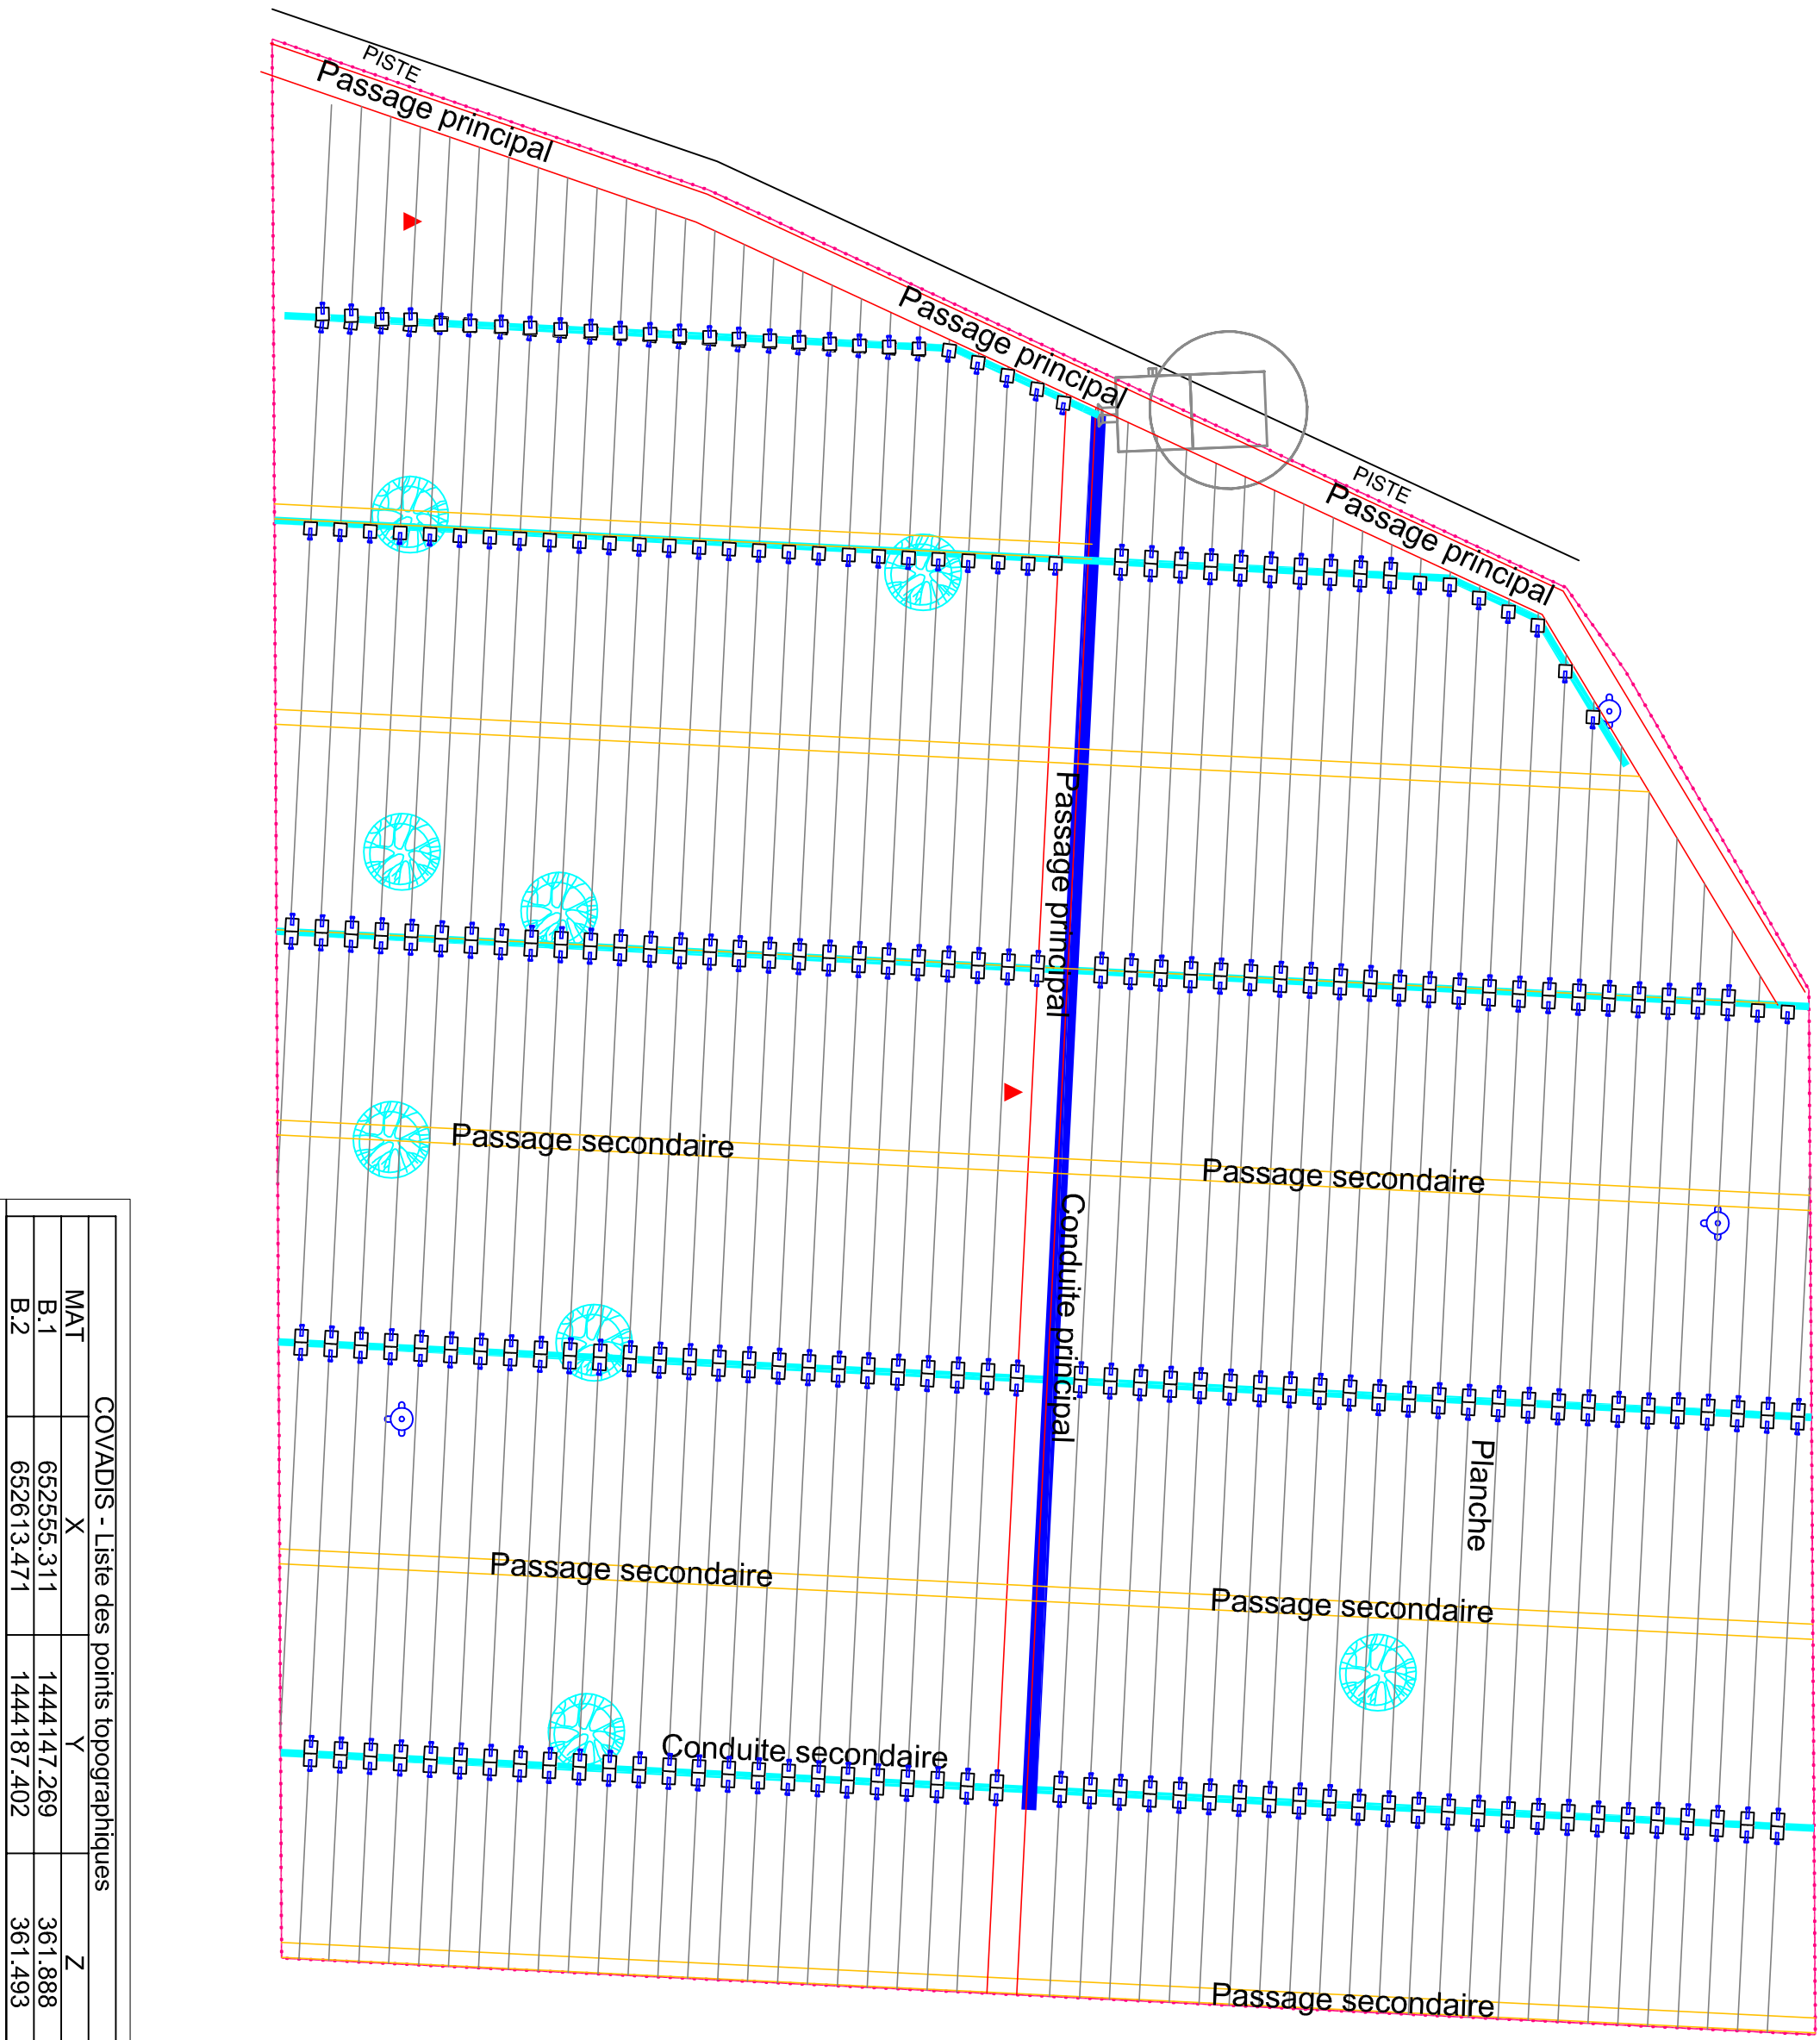 PISTE
Passage principal
Passage principal
PISTE
Passage principal
Passage principal
Passage secondaire
Passage secondaire
Conduite principal
Planche
Passage secondaire
Passage secondaire
Conduite secondaire
Passage secondaire
COVADIS - Liste des points topographiques
MAT X Y Z
B.1 652555.311 1444147.269 361.888
B.2 652613.471 1444187.402 361.493